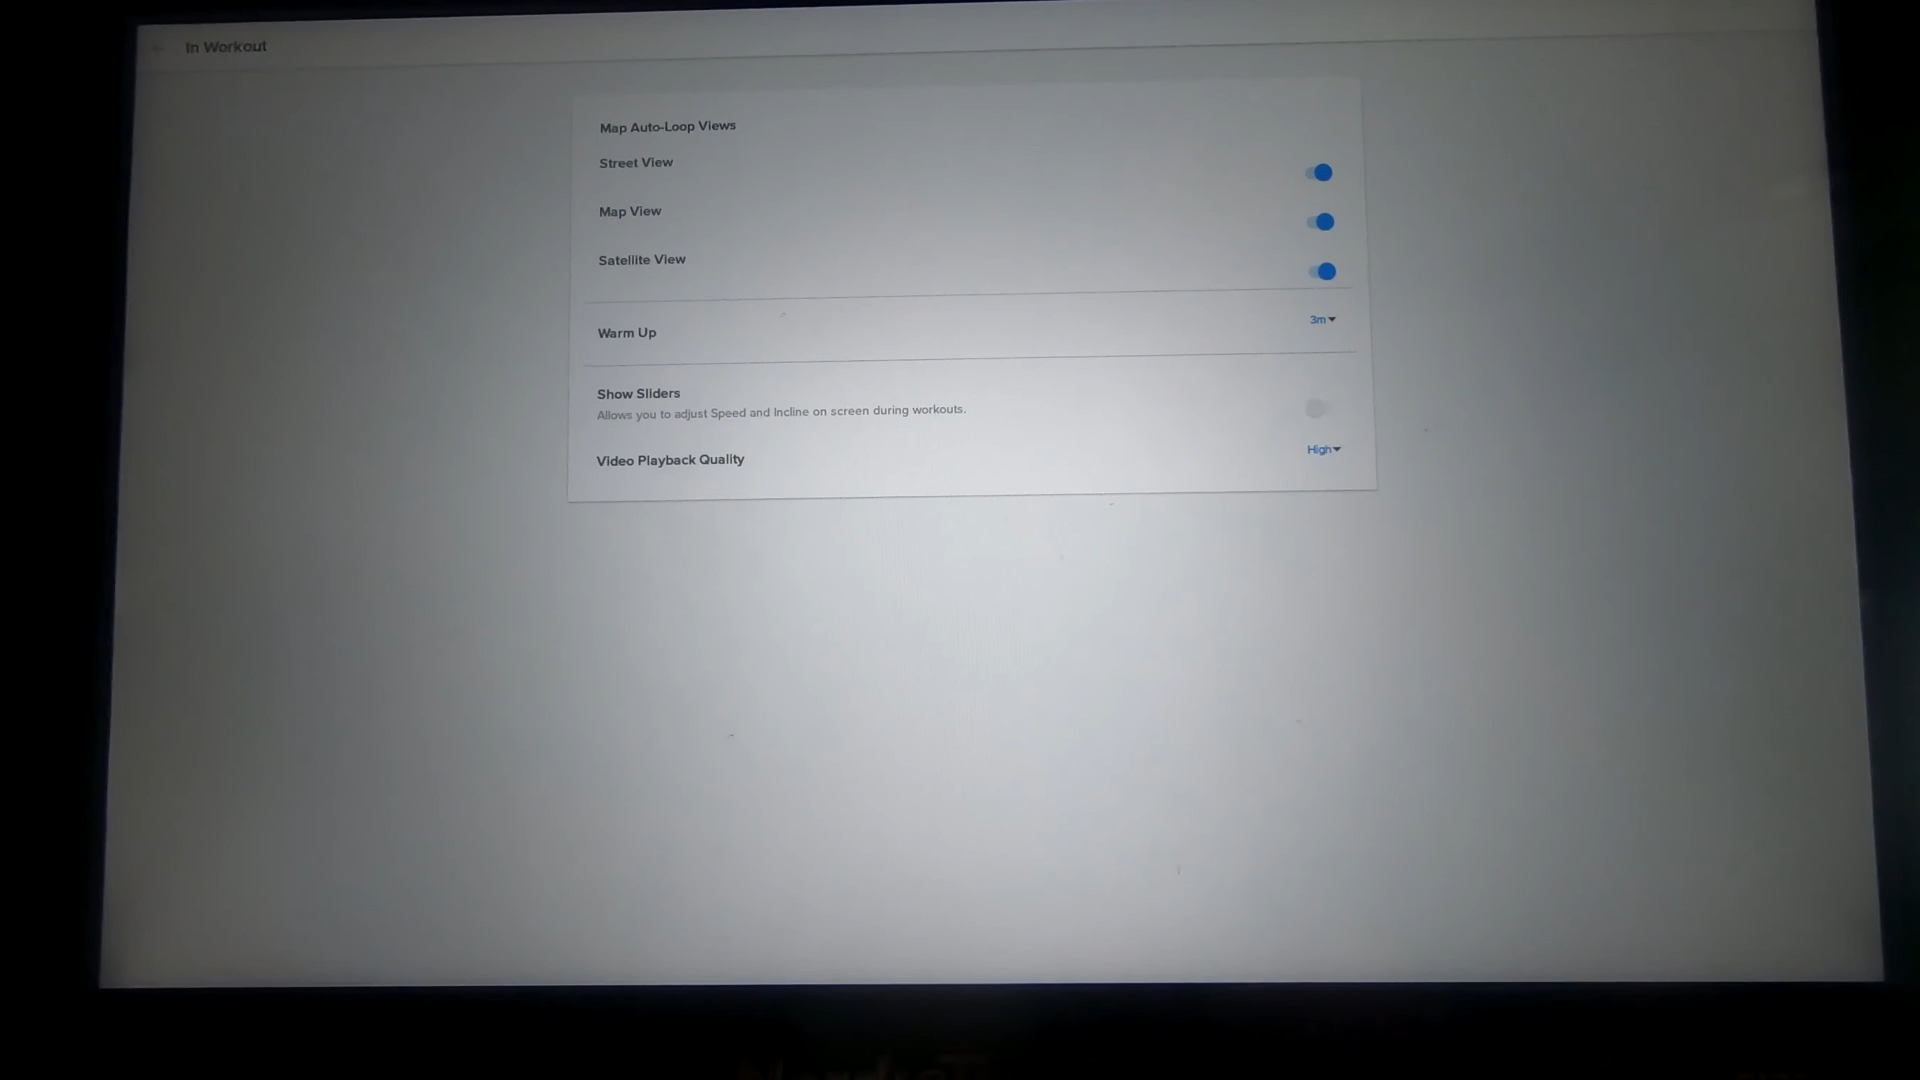 In Workout
Map Auto-Loop Views
Street View
Map View
Satellite View
Warm Up
3m
Show Sliders
Allows you to adjust Speed and Incline on screen during workouts.
Video Playback Quality
High